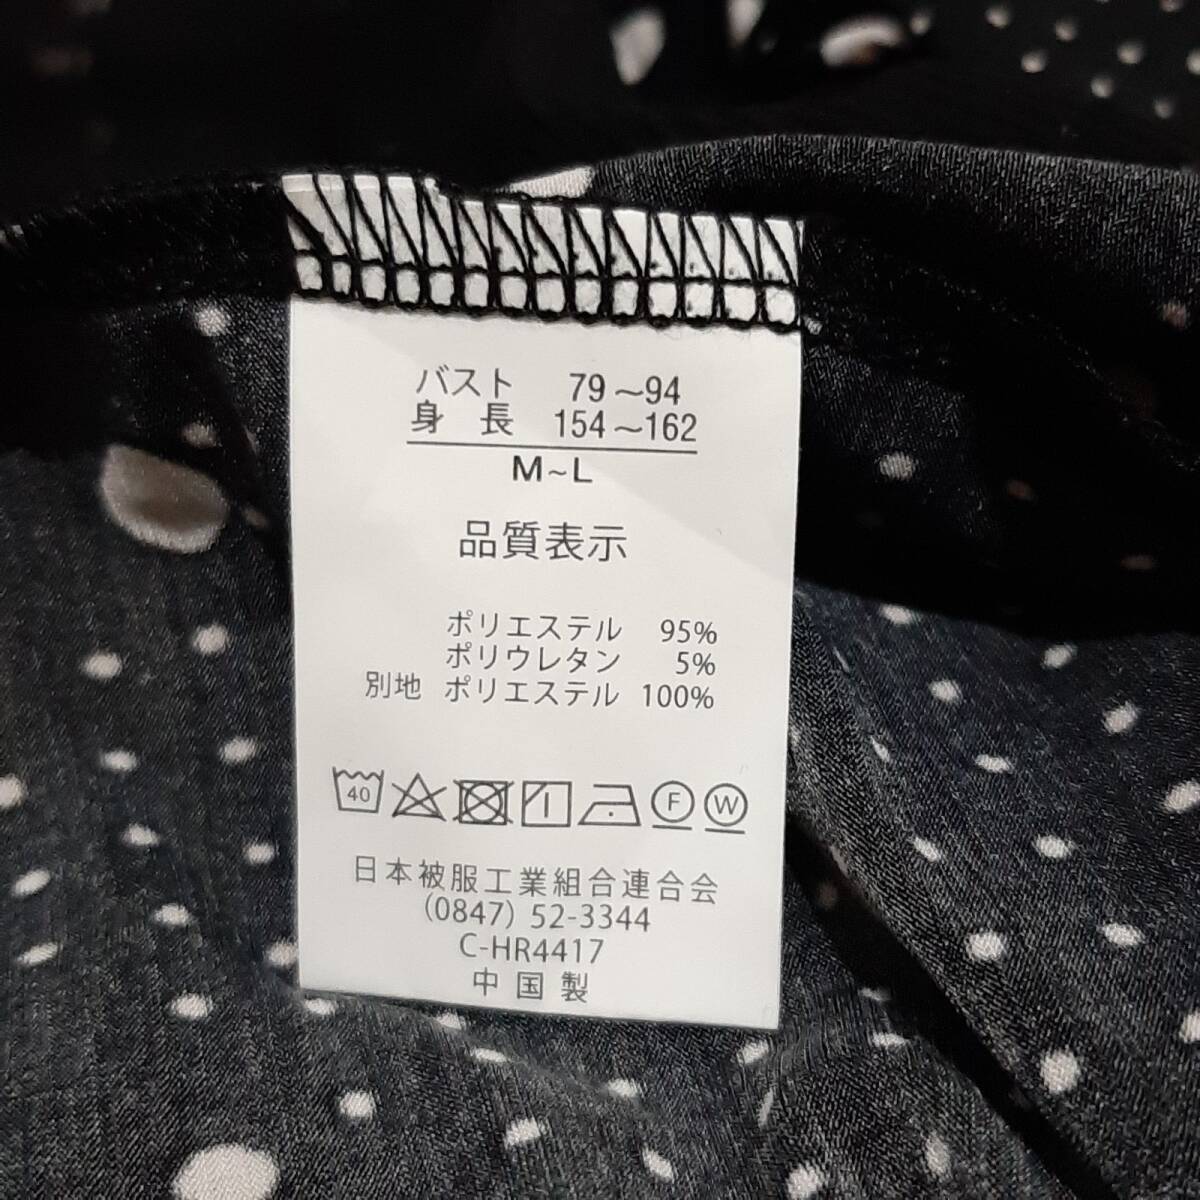 バスト 79～94
身長 154～162
M~L
品質表示
ポリエステル 95%
ポリウレタン 5%
別地 ポリエステル 100%
40 F W
日本被服工業組合連合会
(0847) 52-3344
C-HR4417
中国製